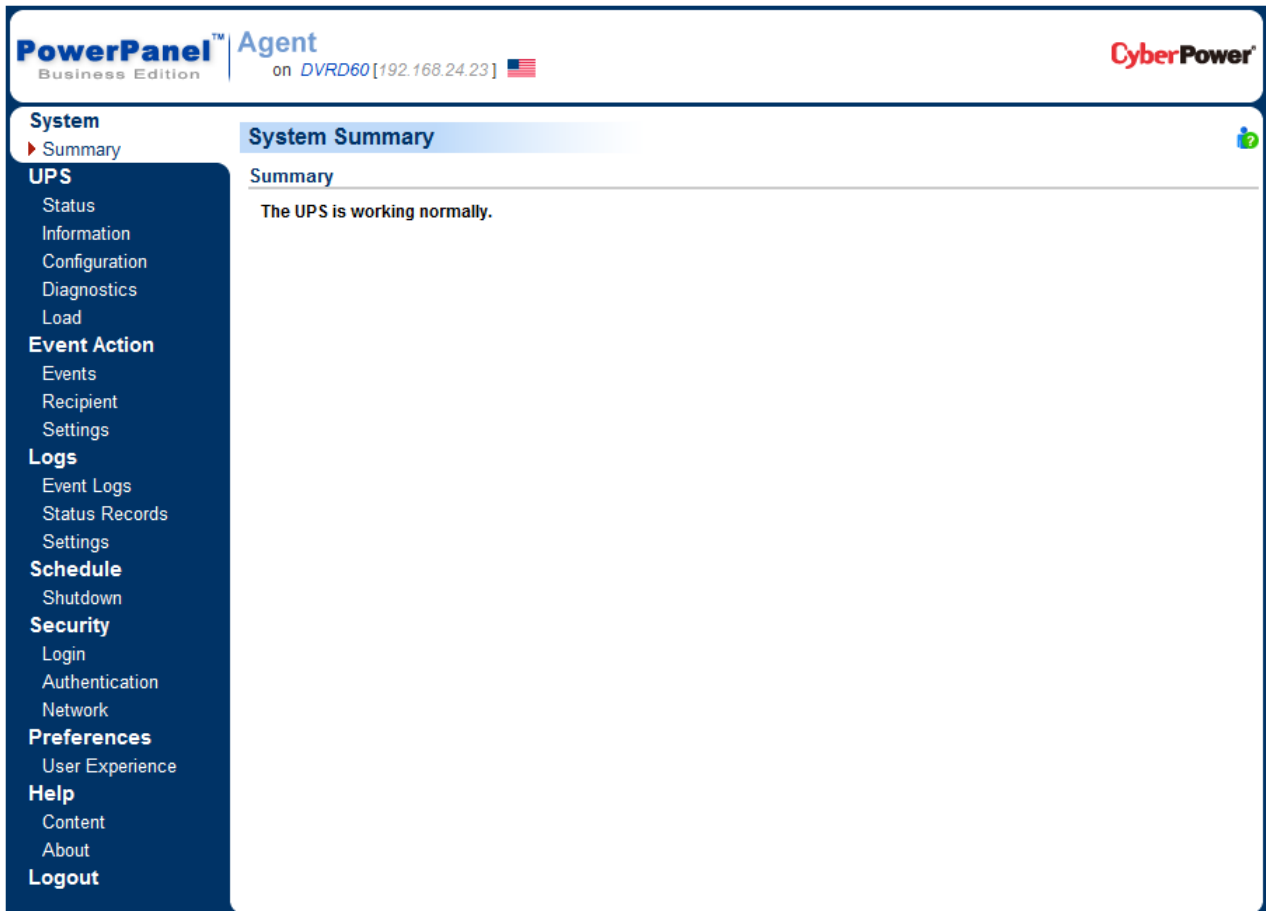 PowerPanel™ Agent
Business Edition on DVRD60 [192.168.24.23]
CyberPower®
System
Summary
UPS
Status
Information
Configuration
Diagnostics
Load
Event Action
Events
Recipient
Settings
Logs
Event Logs
Status Records
Settings
Schedule
Shutdown
Security
Login
Authentication
Network
Preferences
User Experience
Help
Content
About
Logout
System Summary
?
Summary
The UPS is working normally.